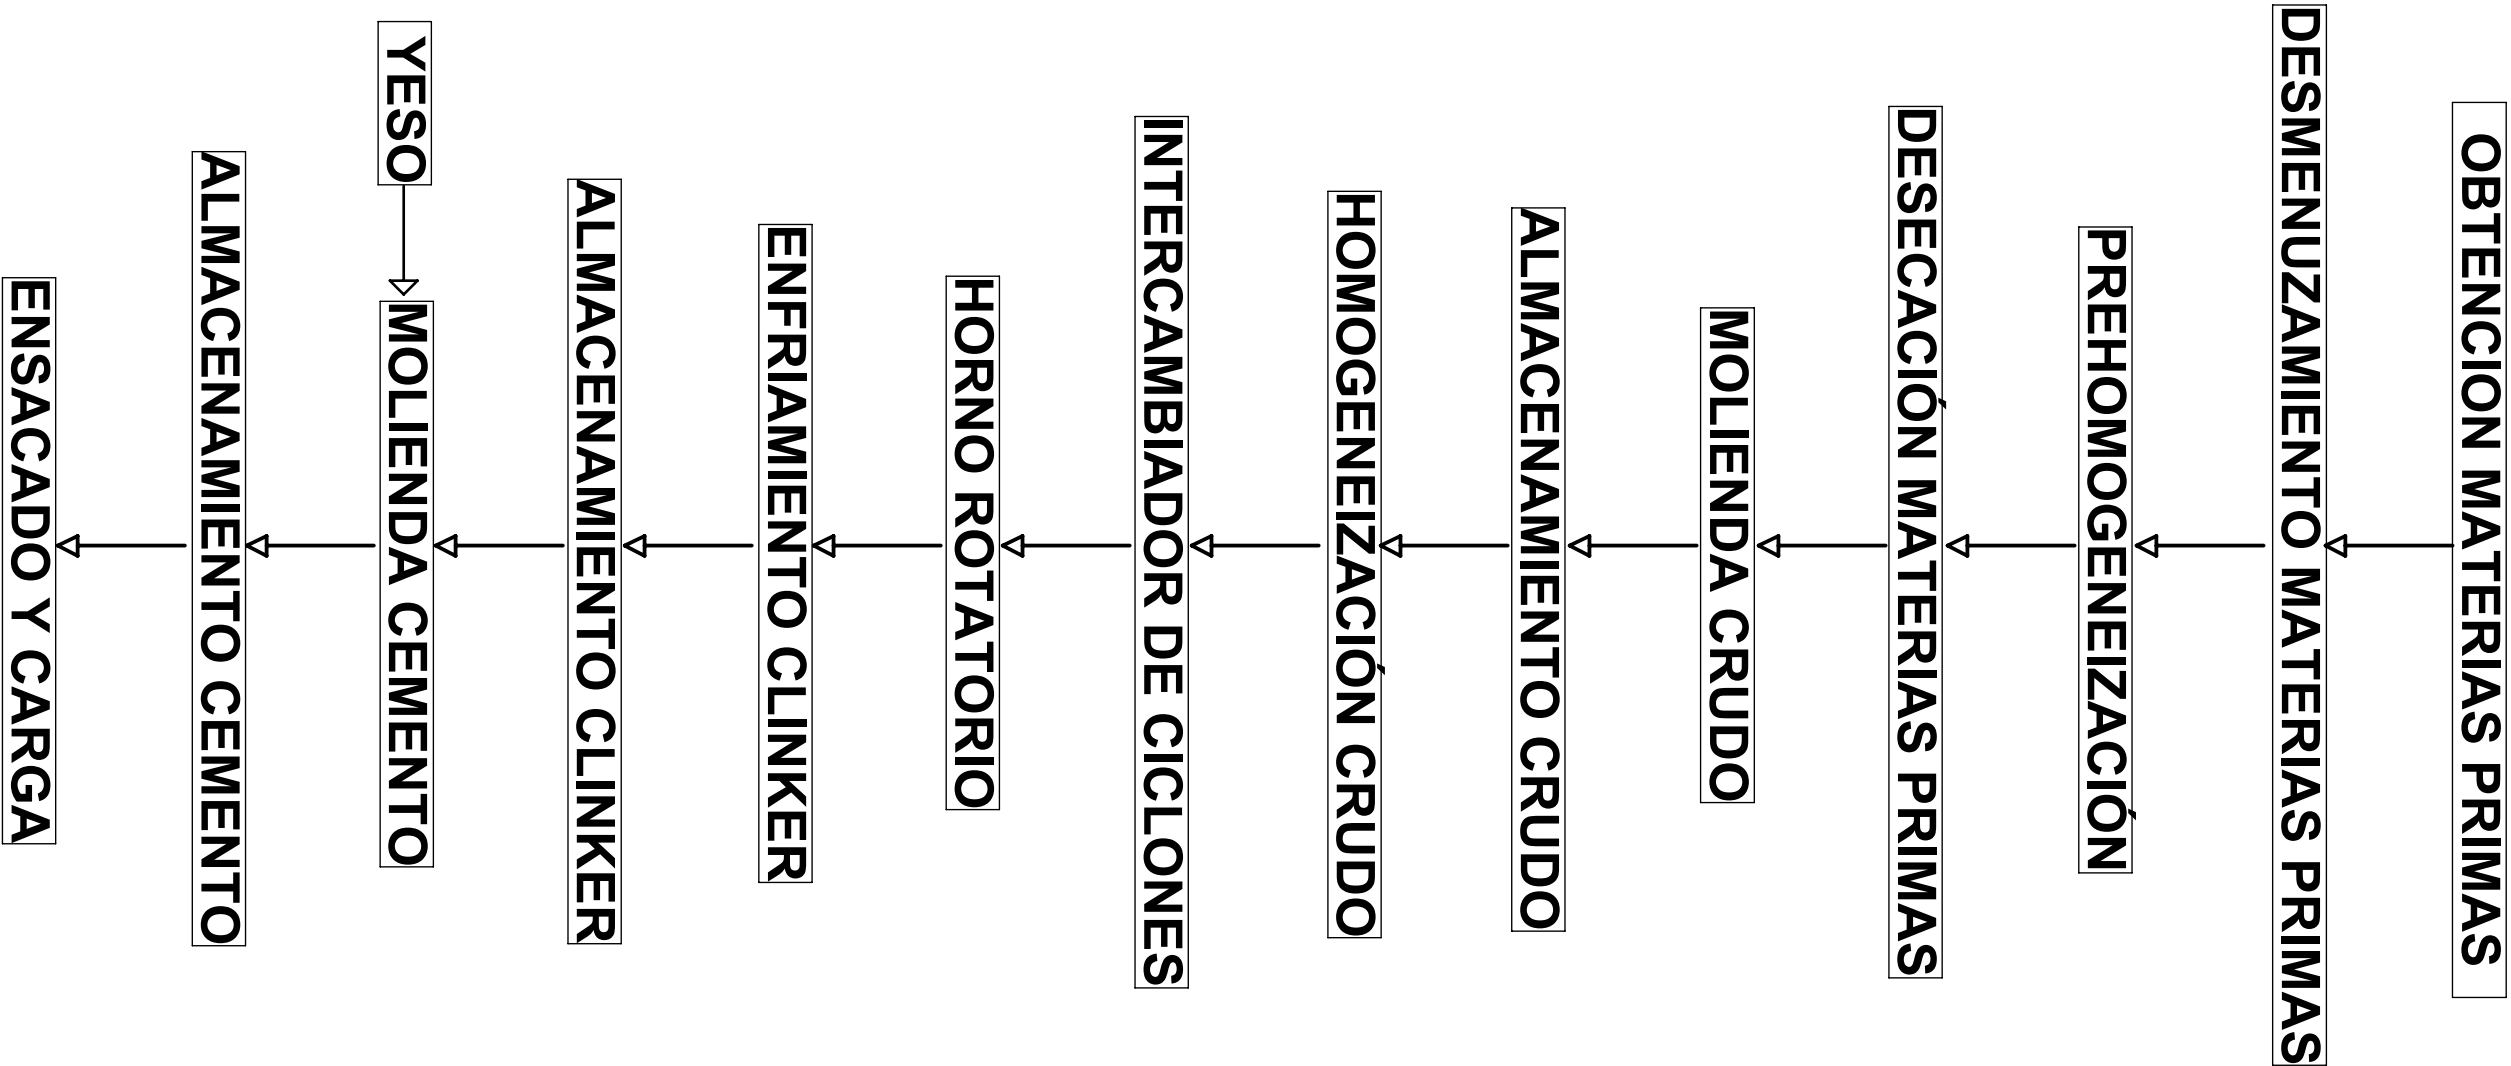 OBTENCION MATERIAS PRIMAS
DESMENUZAMIENTO MATERIAS PRIMAS
PREHOMOGENEIZACIÓN
DESECACIÓN MATERIAS PRIMAS
MOLIENDA CRUDO
ALMACENAMIENTO CRUDO
HOMOGENEIZACIÓN CRUDO
INTERCAMBIADOR DE CICLONES
HORNO ROTATORIO
ENFRIAMIENTO CLINKER
ALMACENAMIENTO CLINKER
YESO
MOLIENDA CEMENTO
ALMACENAMIENTO CEMENTO
ENSACADO Y CARGA